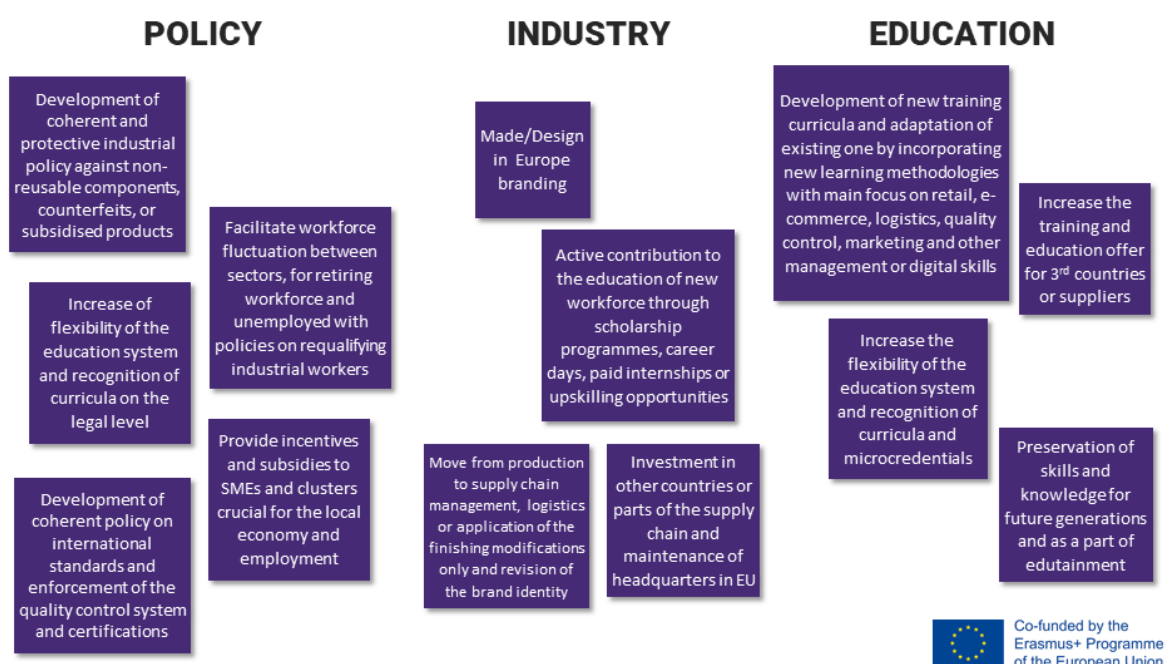 POLICY
INDUSTRY
EDUCATION
Development of
coherent and
protective industrial
policy against non-
reusable components,
counterfeits, or
subsidised products
Facilitate workforce
fluctuation between
sectors, for retiring
workforce and
unemployed with
policies on requalifying
industrial workers
Increase of
flexibility of the
education system
and recognition of
curricula on the
legal level
Provide incentives
and subsidies to
SMEs and clusters
crucial for the local
economy and
employment
Development of
coherent policy on
international
standards and
enforcement of the
quality control system
and certifications
Made/Design
in Europe
branding
Active contribution to
the education of new
workforce through
scholarship
programmes, career
days, paid internships or
upskilling opportunities
Move from production
to supply chain
management, logistics
or application of the
finishing modifications
only and revision of
the brand identity
Investment in
other countries or
parts of the supply
chain and
maintenance of
headquarters in EU
Development of new training
curricula and adaptation of
existing one by incorporating
new learning methodologies
with main focus on retail, e-
commerce, logistics, quality
control, marketing and other
management or digital skills
Increase the
training and
education offer
for 3rd countries
or suppliers
Increase the
flexibility of the
education system
and recognition of
curricula and
microcredentials
Preservation of
skills and
knowledge for
future generations
and as a part of
edutainment
Co-funded by the
Erasmus+ Programme
of the European Union